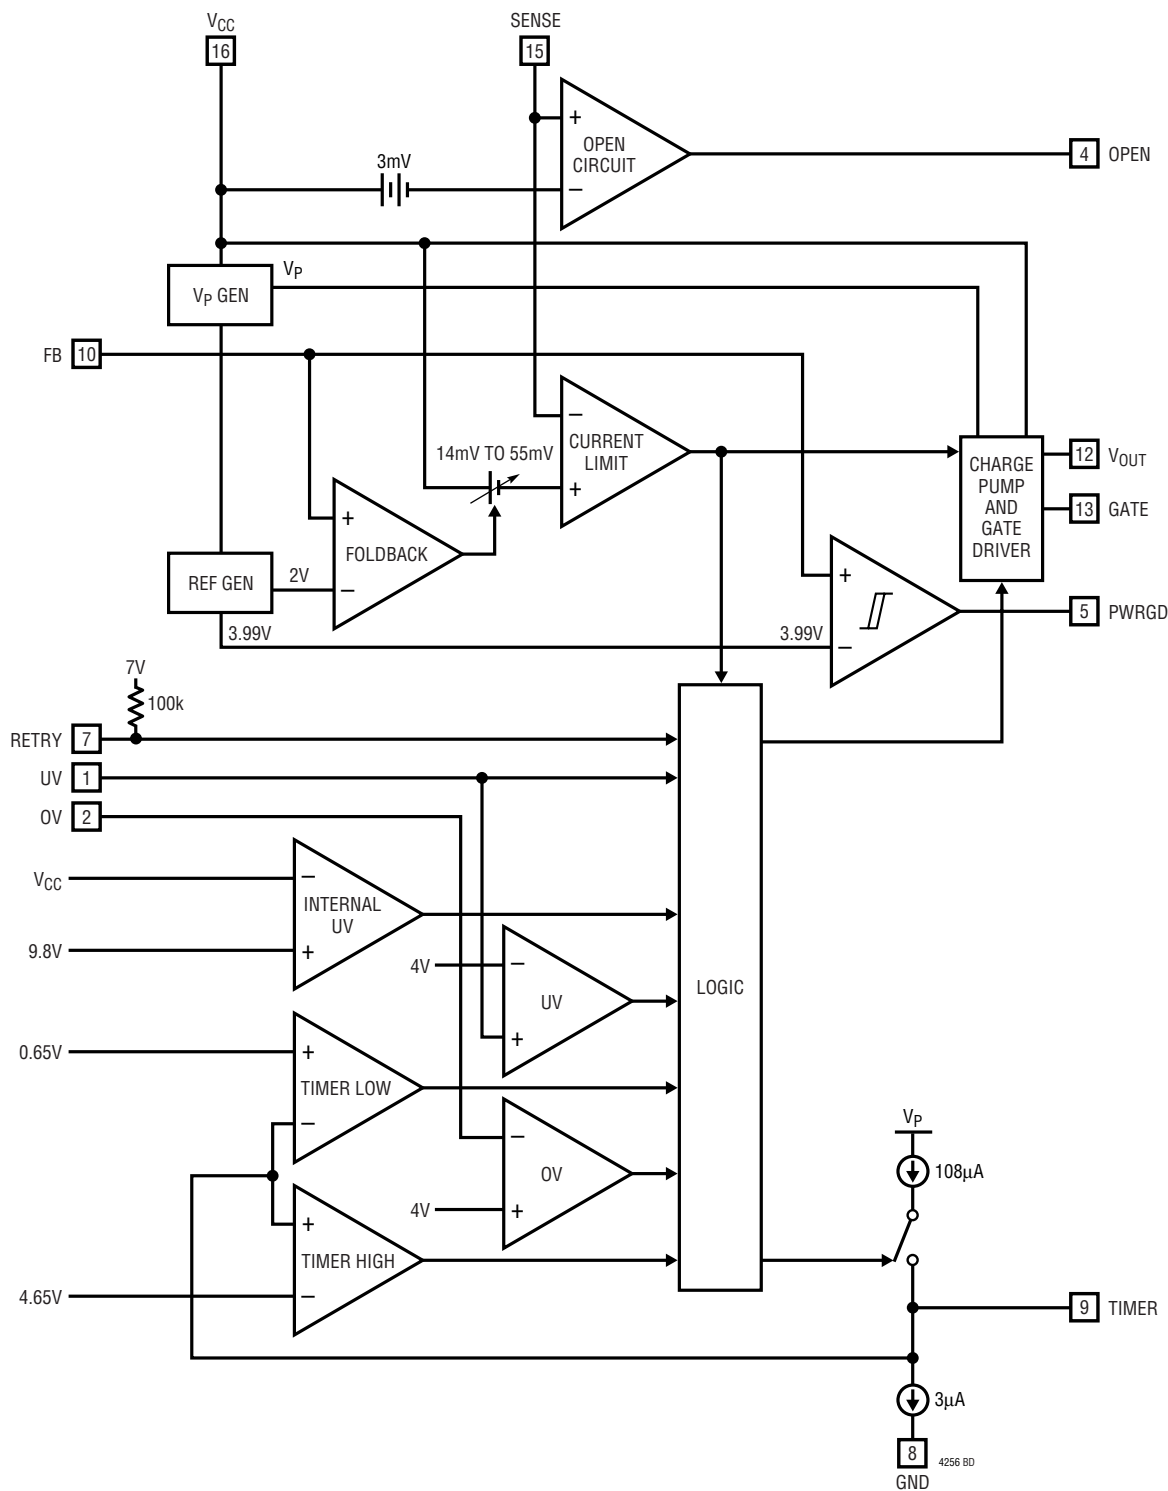 VCC
SENSE
16
15
+
OPEN
CIRCUIT
4
OPEN
3mV
−
VP
VP GEN
FB
10
−
CURRENT
LIMIT
14mV TO 55mV
+
CHARGE
PUMP
AND
GATE
DRIVER
12
VOUT
13
GATE
+
FOLDBACK
−
REF GEN
2V
+
−
5
PWRGD
3.99V
3.99V
7V
100k
RETRY
7
UV
1
OV
2
VCC
−
INTERNAL
UV
9.8V
+
4V
−
UV
+
LOGIC
0.65V
+
TIMER LOW
−
−
OV
4V
+
+
TIMER HIGH
4.65V
−
VP
108µA
9
TIMER
3µA
8
4256 BD
GND